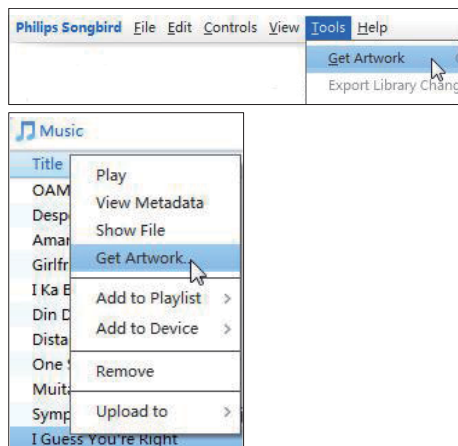 Philips Songbird File Edit Controls View Tools Help
Get Artwork
Export Library Chang
Music
Title
Play
OAM
View Metadata
Desp
Show File
Amar
Girlfr
Get Artwork...
I Ka E
Add to Playlist >
Din D
Add to Device >
Dista
One S
Remove
Muita
Symp
Upload to >
I Guess You're Right